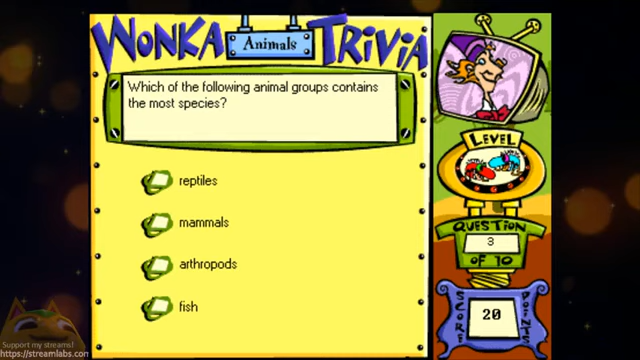 WONKA TRIVIA
Animals
Which of the following animal groups contains
the most species?
reptiles
mammals
arthropods
fish
LEVEL
QUESTION
3
OF 10
SCORE
20
POINTS
Support my streams!
https://streamlabs.com